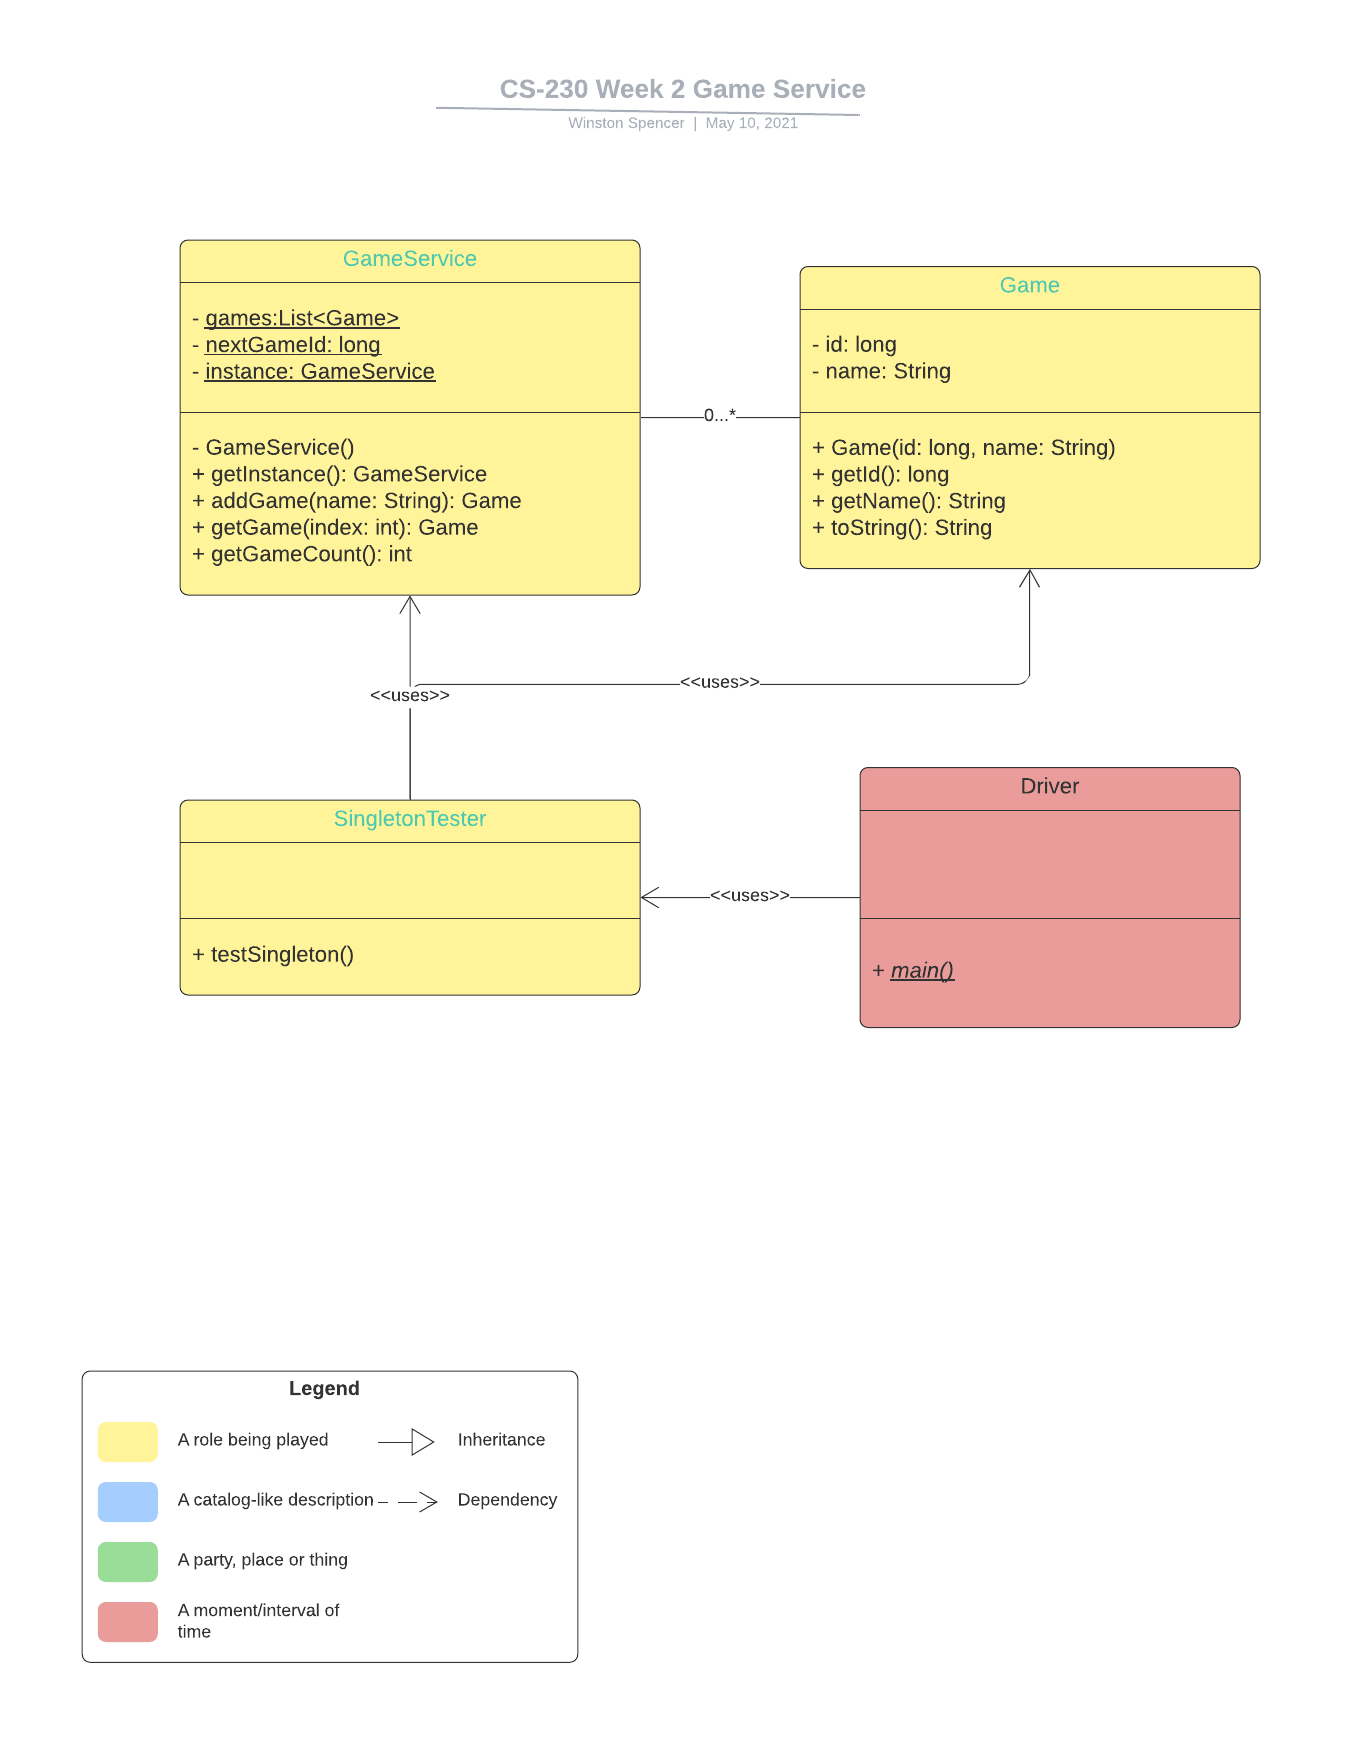 CS-230 Week 2 Game Service
Winston Spencer | May 10, 2021
GameService
- games:List<Game>
- nextGameId: long
- instance: GameService
- GameService()
+ getInstance(): GameService
+ addGame(name: String): Game
+ getGame(index: int): Game
+ getGameCount(): int
0...*
Game
- id: long
- name: String
+ Game(id: long, name: String)
+ getId(): long
+ getName(): String
+ toString(): String
<<uses>>
<<uses>>
SingletonTester
+ testSingleton()
<<uses>>
Driver
+ main()
Legend
A role being played
Inheritance
A catalog-like description
Dependency
A party, place or thing
A moment/interval of
time